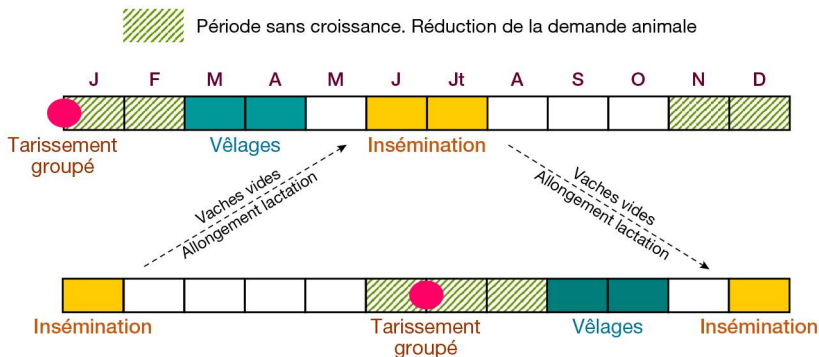 Période sans croissance. Réduction de la demande animale
J F M A M J Jt A S O N D
Tarissement groupé
Vêlages
Insémination
Vaches vides
Allongement lactation
Vaches vides
Allongement lactation
Insémination
Tarissement groupé
Vêlages
Insémination